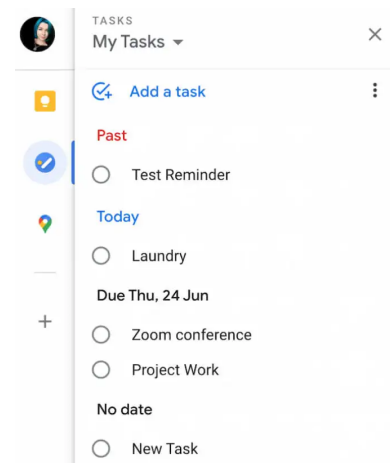 TASKS
My Tasks
Add a task
Past
Test Reminder
Today
Laundry
Due Thu, 24 Jun
Zoom conference
Project Work
No date
New Task